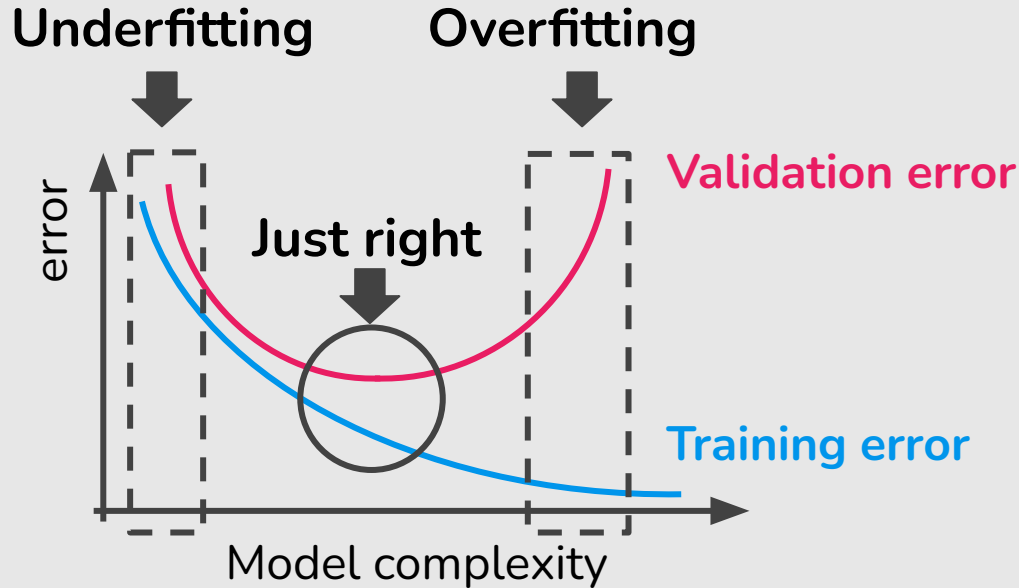 Underfitting
Overfitting
Validation error
error
Just right
Training error
Model complexity